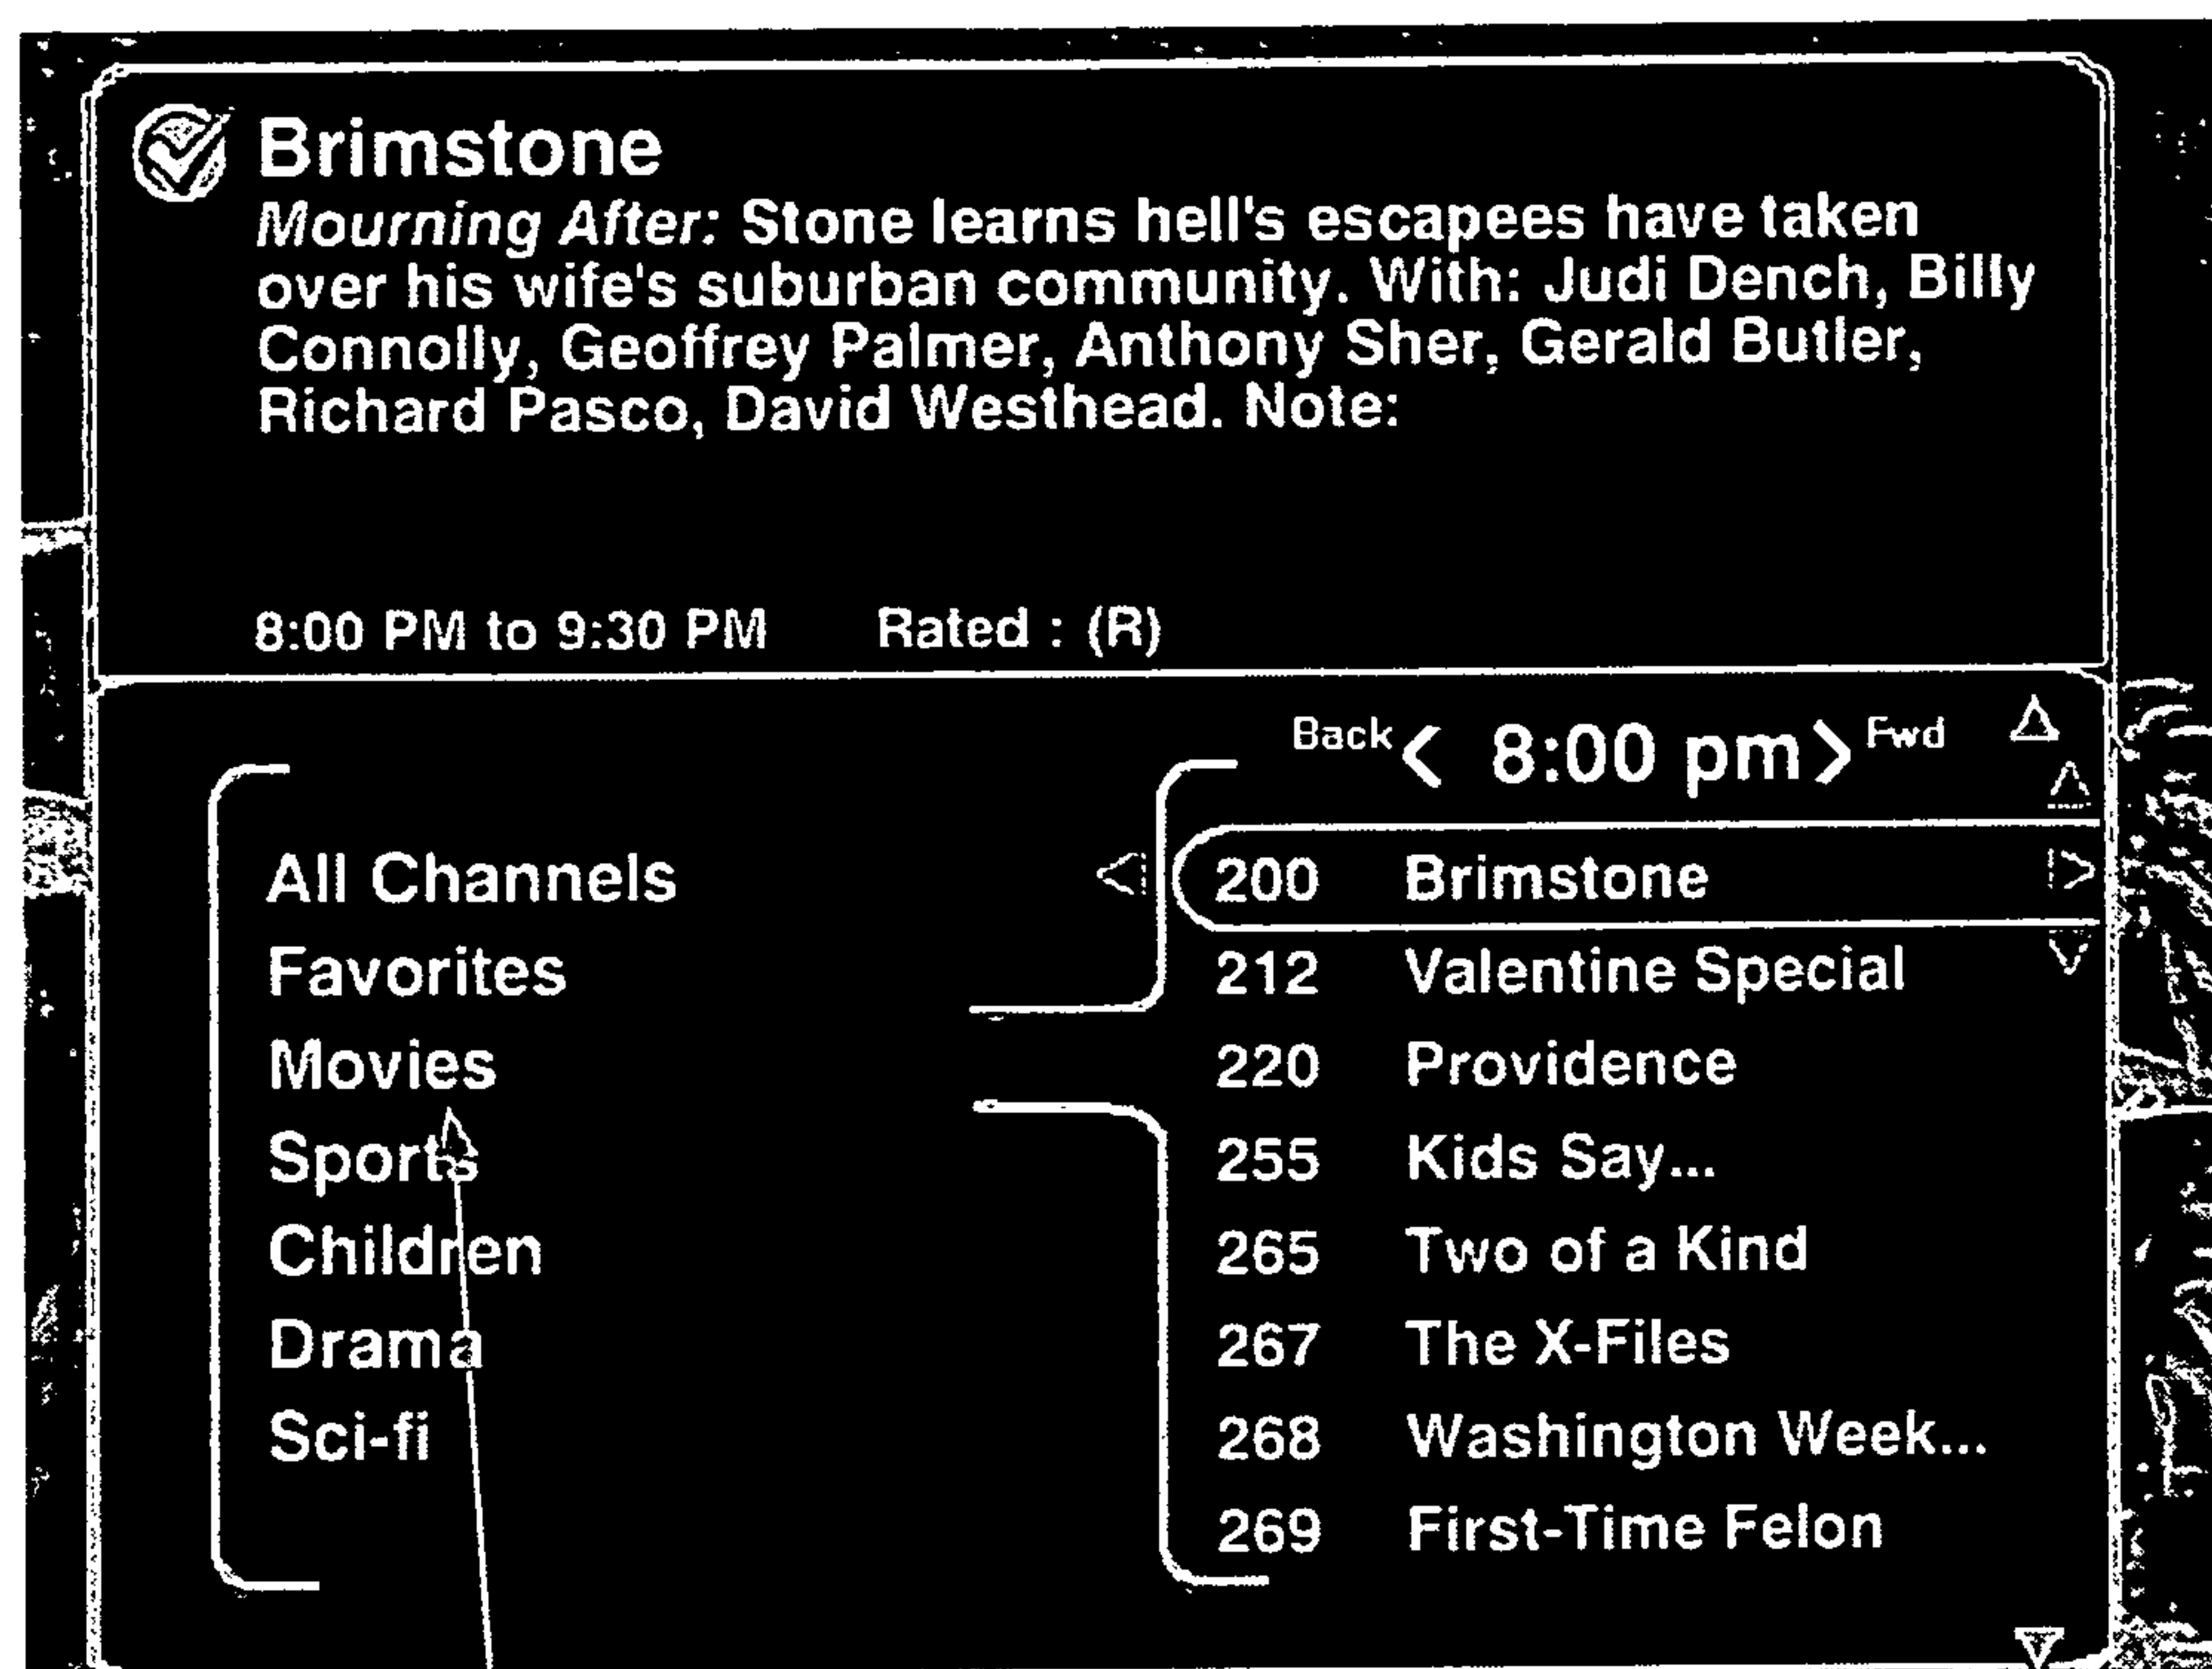 Brimstone
Mourning After: Stone learns hell's escapees have taken
over his wife's suburban community. With: Judi Dench, Billy
Connolly, Geoffrey Palmer, Anthony Sher, Gerald Butler,
Richard Pasco, David Westhead. Note:
8:00 PM to 9:30 PM Rated : (R)
Back < 8:00 pm > Fwd
All Channels
Favorites
Movies
Sports
Children
Drama
Sci-fi
200 Brimstone
212 Valentine Special
220 Providence
255 Kids Say...
265 Two of a Kind
267 The X-Files
268 Washington Week...
269 First-Time Felon